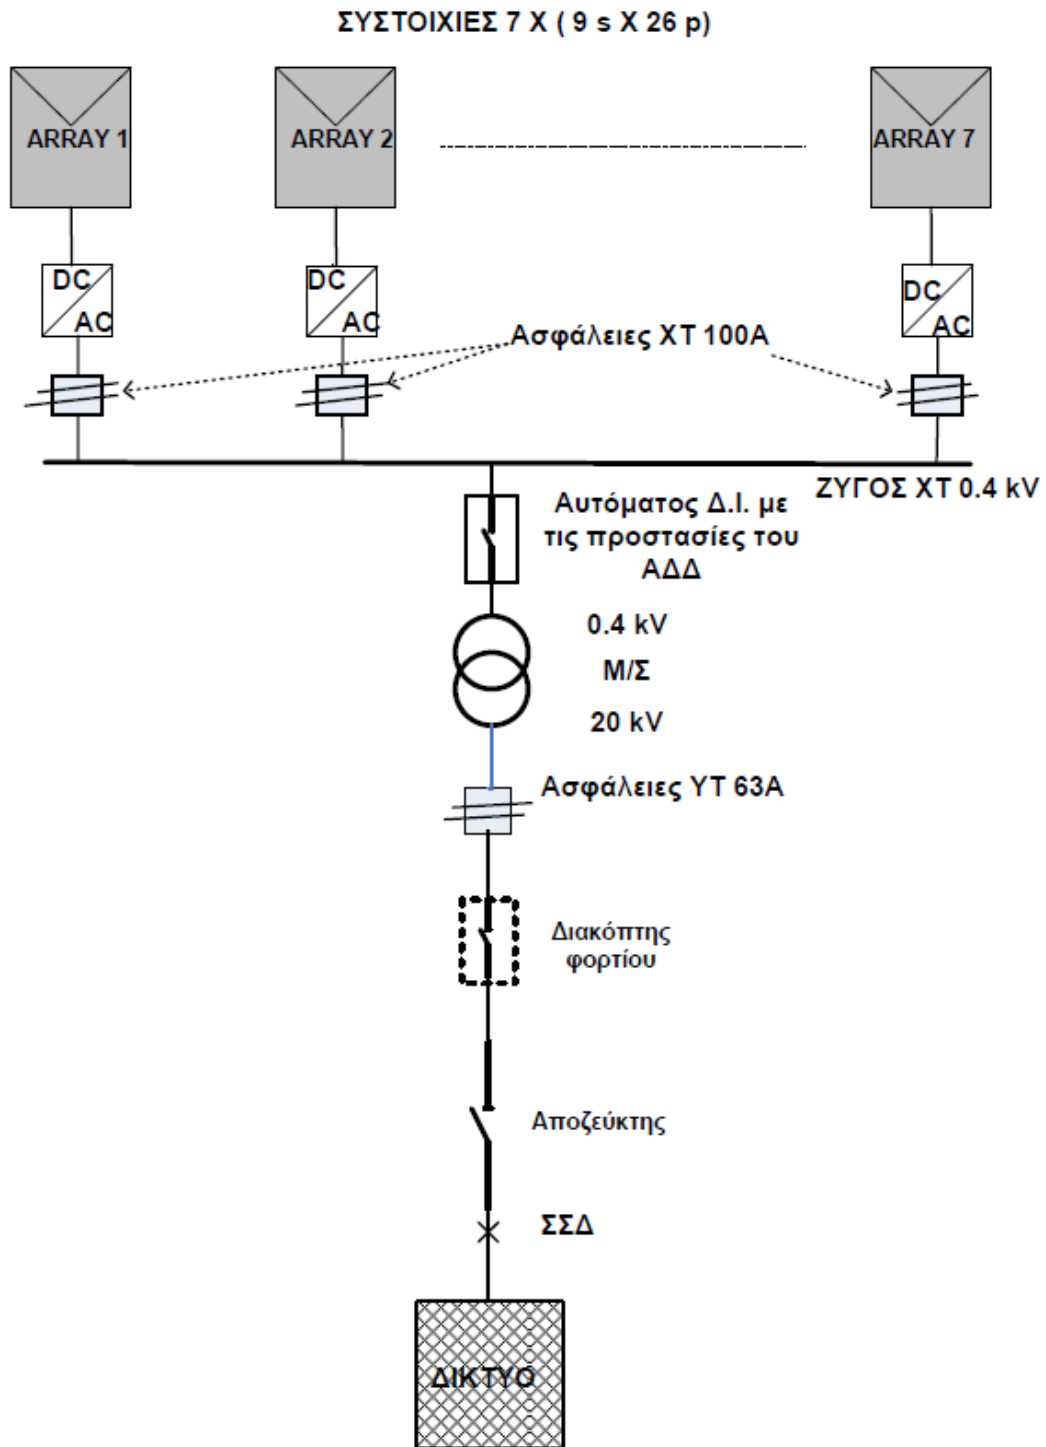 ΣΥΣΤΟΙΧΙΕΣ 7 Χ ( 9 s X 26 p)
ARRAY 1
ARRAY 2
ARRAY 7
DC
AC
DC
AC
DC
AC
Ασφάλειες ΧΤ 100Α
ΖΥΓΟΣ ΧΤ 0.4 kV
Αυτόματος Δ.Ι. με
τις προστασίες του
ΑΔΔ
0.4 kV
Μ/Σ
20 kV
Ασφάλειες ΥΤ 63Α
Διακόπτης
φορτίου
Αποζεύκτης
ΣΣΔ
ΔΙΚΤΥΟ